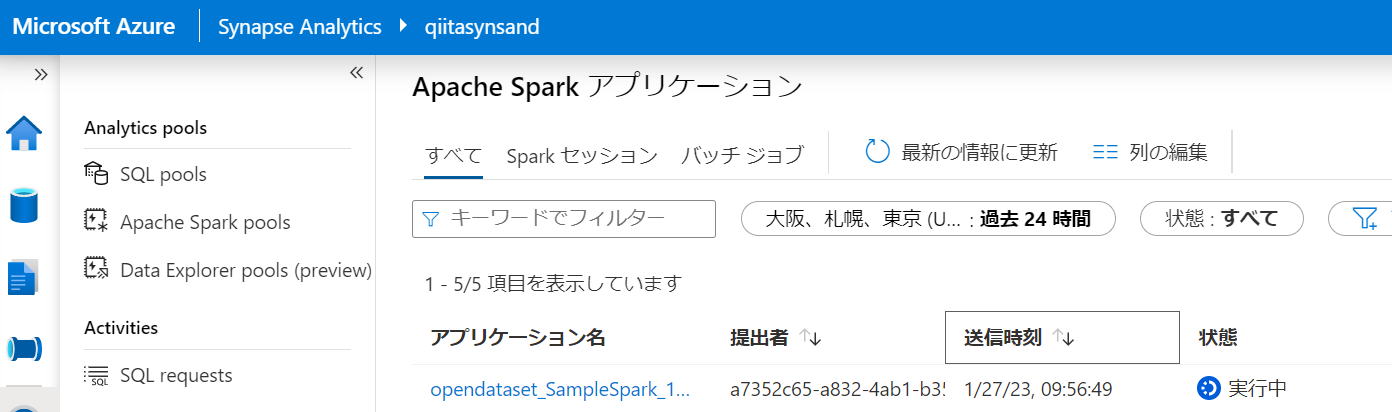 Microsoft Azure Synapse Analytics qiitasynsand
Analytics pools
SQL pools
Apache Spark pools
Data Explorer pools (preview)
Activities
SQL requests
Apache Spark アプリケーション
すべて Spark セッション バッチ ジョブ 最新の情報に更新 列の編集
キーワードでフィルター 大阪、札幌、東京 (U... : 過去 24 時間 状態 : すべて
1 - 5/5 項目を表示しています
アプリケーション名 提出者 送信時刻 状態
opendataset_SampleSpark_1... a7352c65-a832-4ab1-b35 1/27/23, 09:56:49 実行中